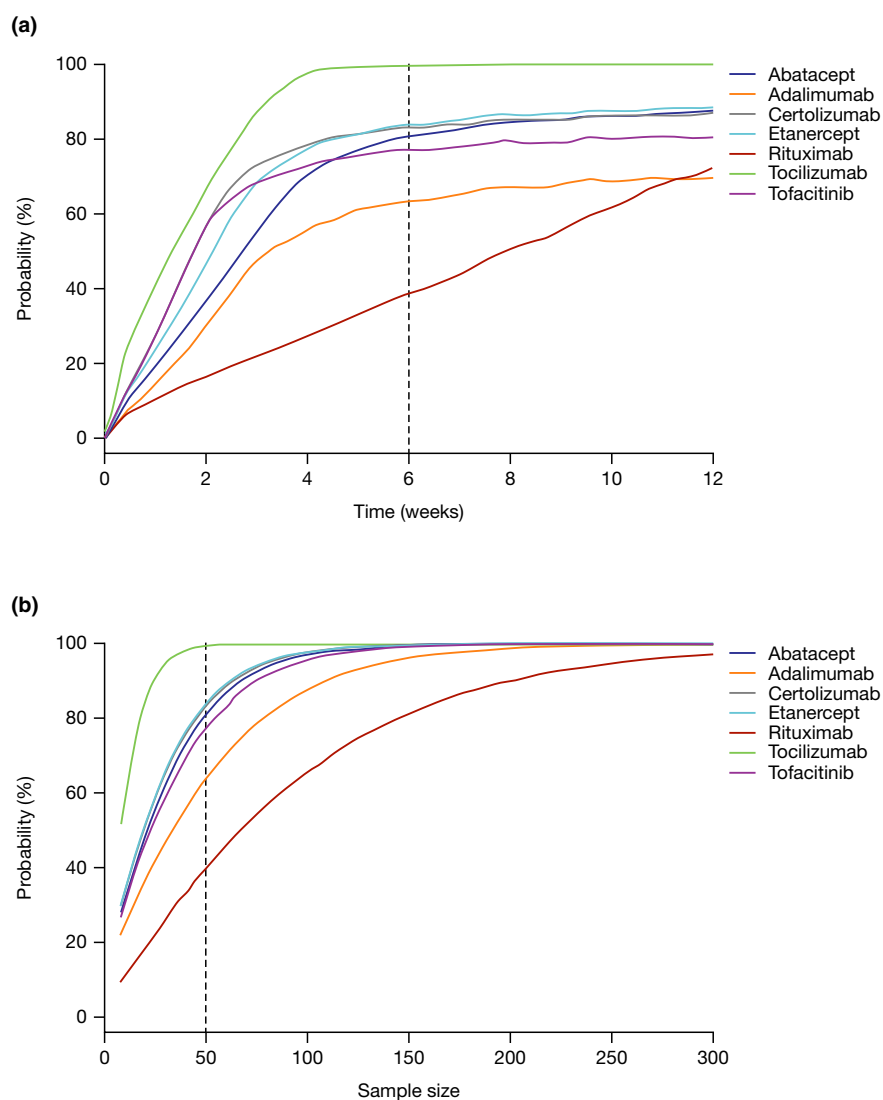 (a)
100
80
60
40
20
0
Probability (%)
0 2 4 6 8 10 12
Time (weeks)
Abatacept
Adalimumab
Certolizumab
Etanercept
Rituximab
Tocilizumab
Tofacitinib
(b)
100
80
60
40
20
0
Probability (%)
0 50 100 150 200 250 300
Sample size
Abatacept
Adalimumab
Certolizumab
Etanercept
Rituximab
Tocilizumab
Tofacitinib